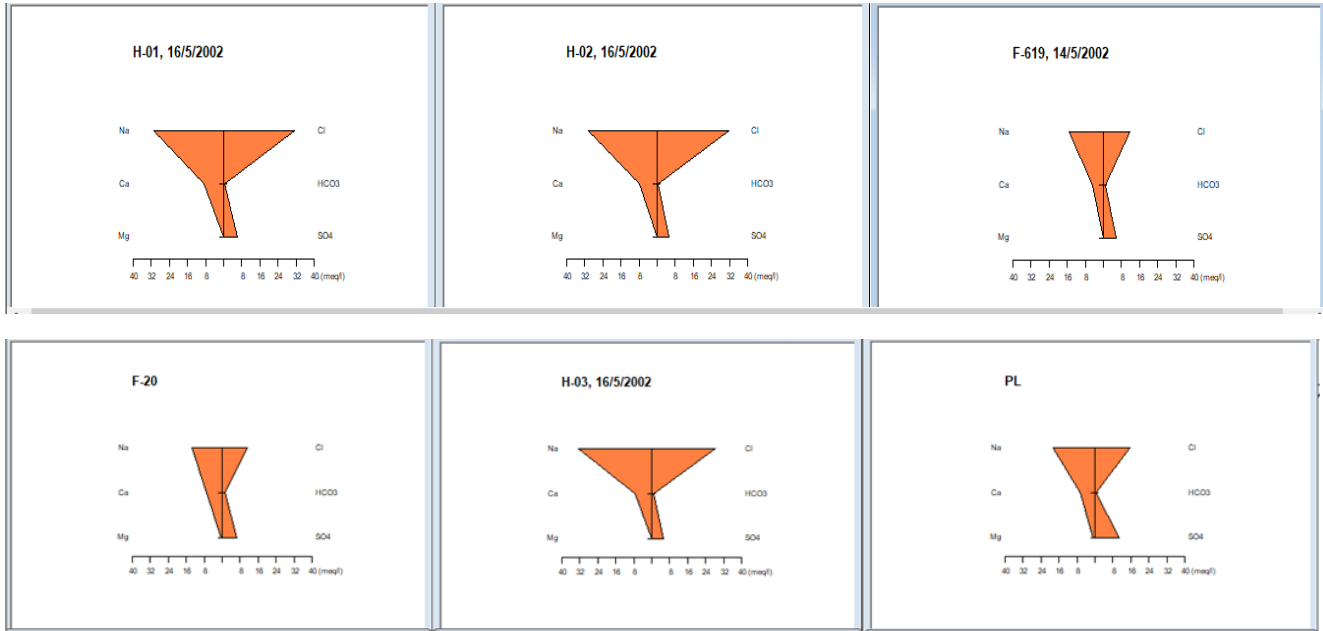 H-01, 16/5/2002
Na Cl
Ca HCO3
Mg SO4
40 32 24 16 8 8 16 24 32 40 (meq/l)
H-02, 16/5/2002
Na Cl
Ca HCO3
Mg SO4
40 32 24 16 8 8 16 24 32 40 (meq/l)
F-619, 14/5/2002
Na Cl
Ca HCO3
Mg SO4
40 32 24 16 8 8 16 24 32 40 (meq/l)
F-20
Na Cl
Ca HCO3
Mg SO4
40 32 24 16 8 8 16 24 32 40 (meq/l)
H-03, 16/5/2002
Na Cl
Ca HCO3
Mg SO4
40 32 24 16 8 8 16 24 32 40 (meq/l)
PL
Na Cl
Ca HCO3
Mg SO4
40 32 24 16 8 8 16 24 32 40 (meq/l)